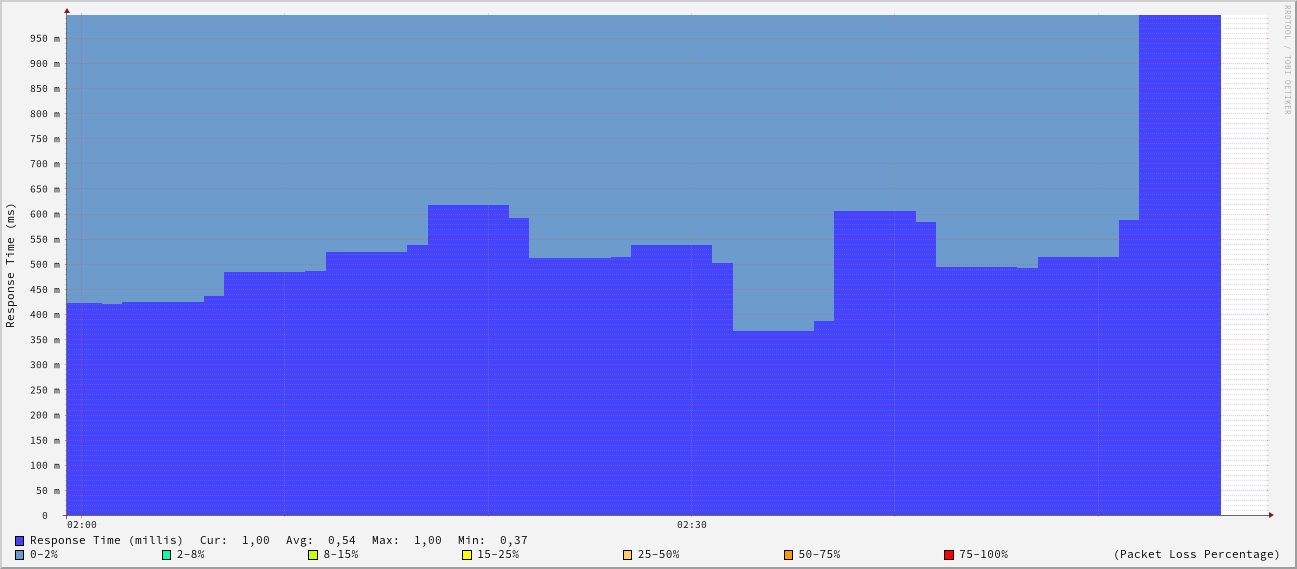 RRDTOOL / TOBI OETIKER
Response Time (ms)
950 m
900 m
850 m
800 m
750 m
700 m
650 m
600 m
550 m
500 m
450 m
400 m
350 m
300 m
250 m
200 m
150 m
100 m
50 m
0
02:00 02:30
Response Time (millis) Cur: 1,00 Avg: 0,54 Max: 1,00 Min: 0,37
0-2% 2-8% 8-15% 15-25% 25-50% 50-75% 75-100% (Packet Loss Percentage)